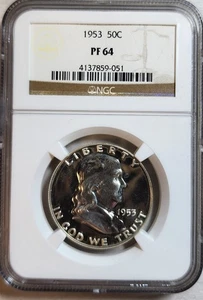 1953 50C
PF 64
4137859-051
NGC
LIBERTY
1953
IN GOD WE TRUST